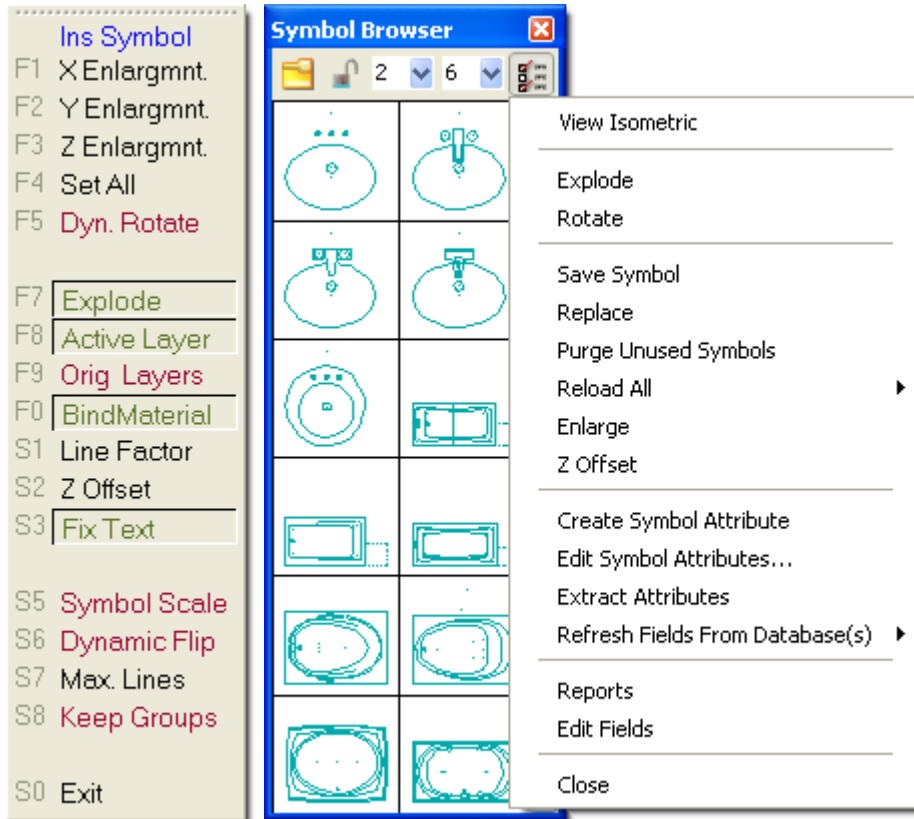 Ins Symbol
F1 X Enlargmnt.
F2 Y Enlargmnt.
F3 Z Enlargmnt.
F4 Set All
F5 Dyn. Rotate
F7 Explode
F8 Active Layer
F9 Orig Layers
F0 BindMaterial
S1 Line Factor
S2 Z Offset
S3 Fix Text
S5 Symbol Scale
S6 Dynamic Flip
S7 Max. Lines
S8 Keep Groups
S0 Exit
Symbol Browser
2 6
View Isometric
Explode
Rotate
Save Symbol
Replace
Purge Unused Symbols
Reload All
Enlarge
Z Offset
Create Symbol Attribute
Edit Symbol Attributes...
Extract Attributes
Refresh Fields From Database(s)
Reports
Edit Fields
Close